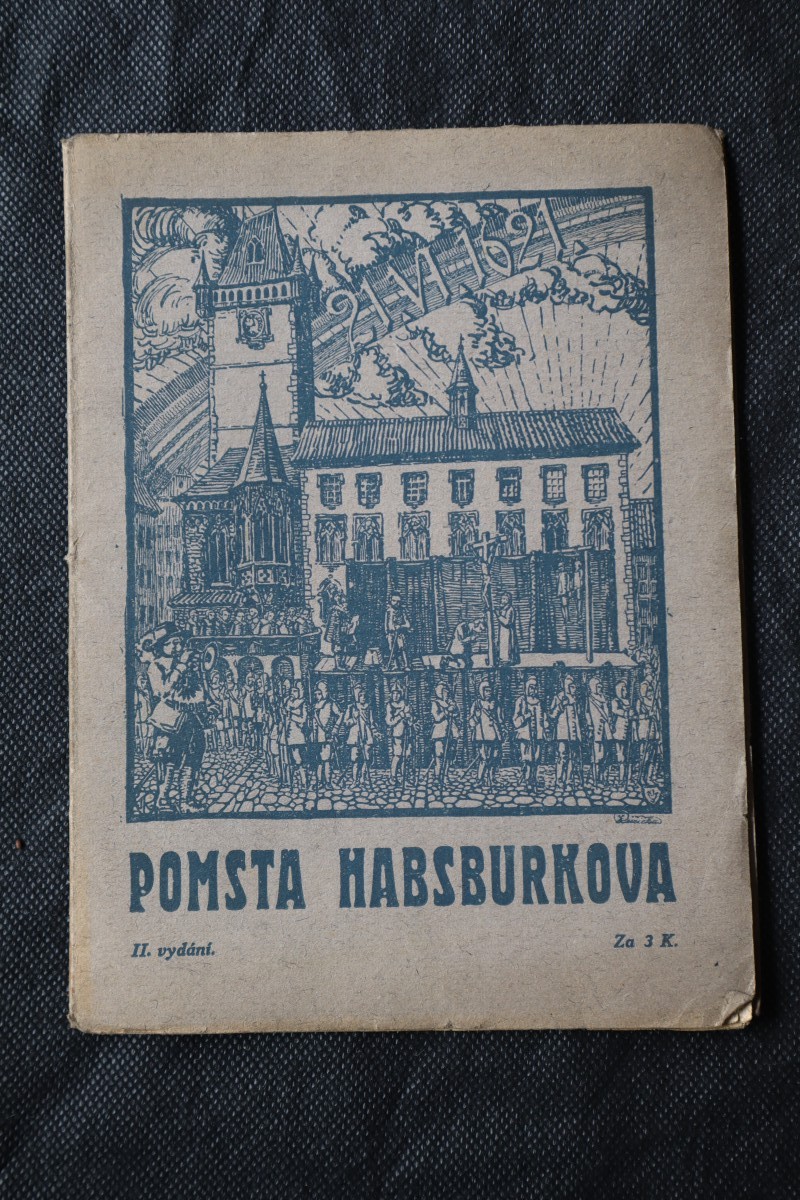 21·VI 1621
POMSTA HABSBURKOVA
II. vydání.
Za 3 K.